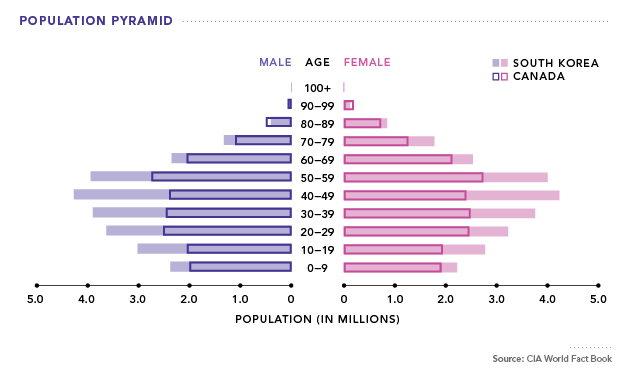 POPULATION PYRAMID
MALE AGE FEMALE
SOUTH KOREA
CANADA
100+
90–99
80–89
70–79
60–69
50–59
40–49
30–39
20–29
10–19
0–9
5.0 4.0 3.0 2.0 1.0 0 0 1.0 2.0 3.0 4.0 5.0
POPULATION (IN MILLIONS)
Source: CIA World Fact Book